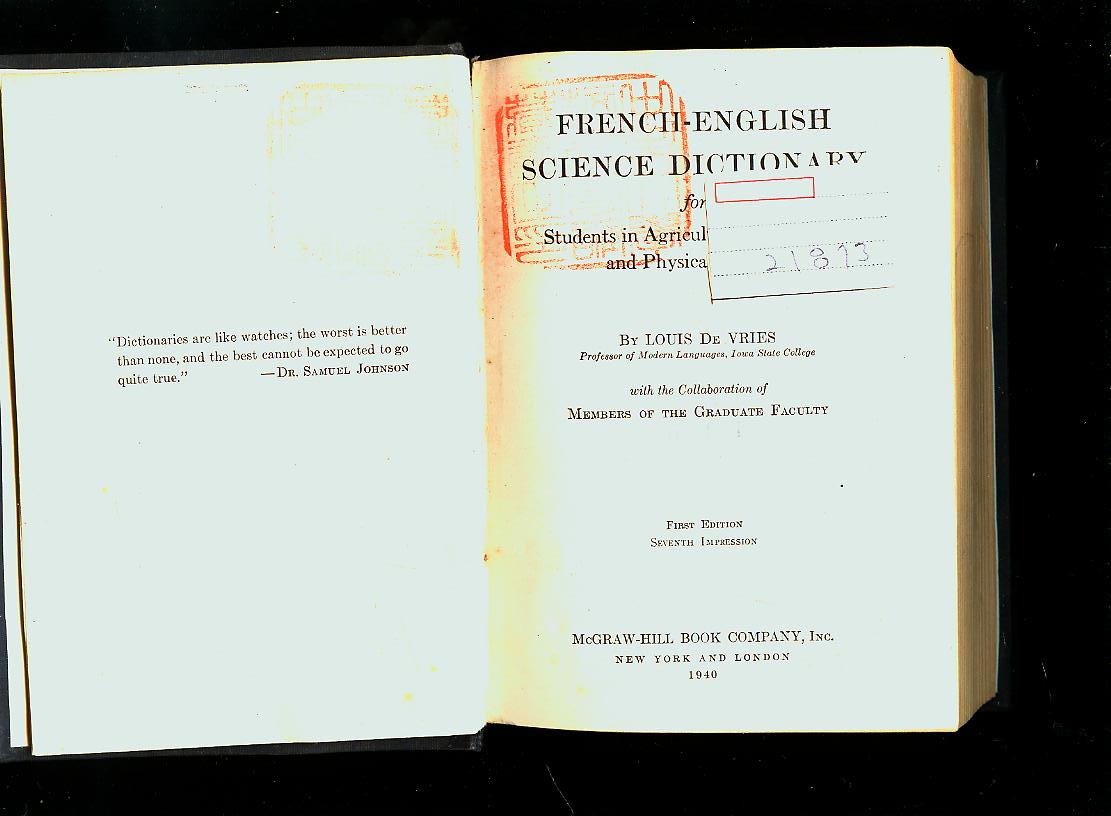 "Dictionaries are like watches; the worst is better
than none, and the best cannot be expected to go
quite true." —DR. SAMUEL JOHNSON
FRENCH-ENGLISH
SCIENCE DICTIONARY
for
Students in Agricul
and Physica
21873
BY LOUIS DE VRIES
Professor of Modern Languages, Iowa State College
with the Collaboration of
MEMBERS OF THE GRADUATE FACULTY
FIRST EDITION
SEVENTH IMPRESSION
McGRAW-HILL BOOK COMPANY, INC.
NEW YORK AND LONDON
1940